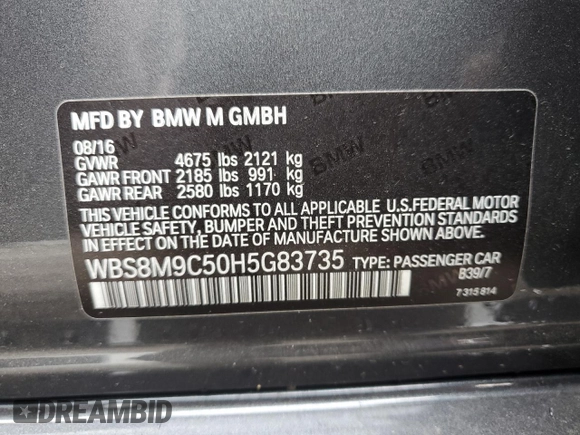 MFD BY BMW M GMBH
08/16
GVWR 4675 lbs 2121 kg
GAWR FRONT 2185 lbs 991 kg
GAWR REAR 2580 lbs 1170 kg
THIS VEHICLE CONFORMS TO ALL APPLICABLE U.S.FEDERAL MOTOR
VEHICLE SAFETY, BUMPER, AND THEFT PREVENTION
STANDARDS IN EFFECT ON THE DATE OF MANUFACTURE SHOWN ABOVE.
WBS8M9C50H5G83735 TYPE: PASSENGER CAR
B39/7
7 315 814
DREAMBID